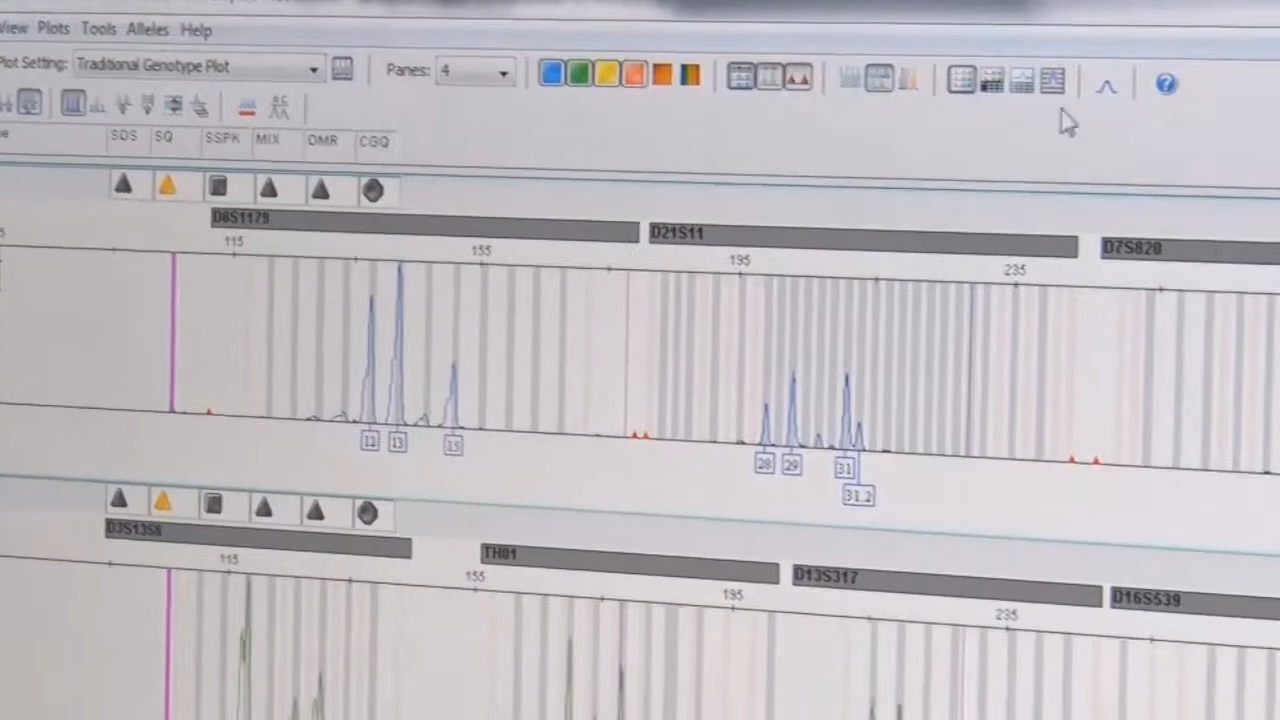 View Plots Tools Alleles Help
Plot Setting: Traditional Genotype Plot Panes: 4
SOS SQ SSPK MIX OMR CGQ
D8S1179 D21S11 D7S820
115 155 195 235
11 13 15 28 29 31
31.2
D3S1358 TH01 D13S317 D16S539
115 155 195 235